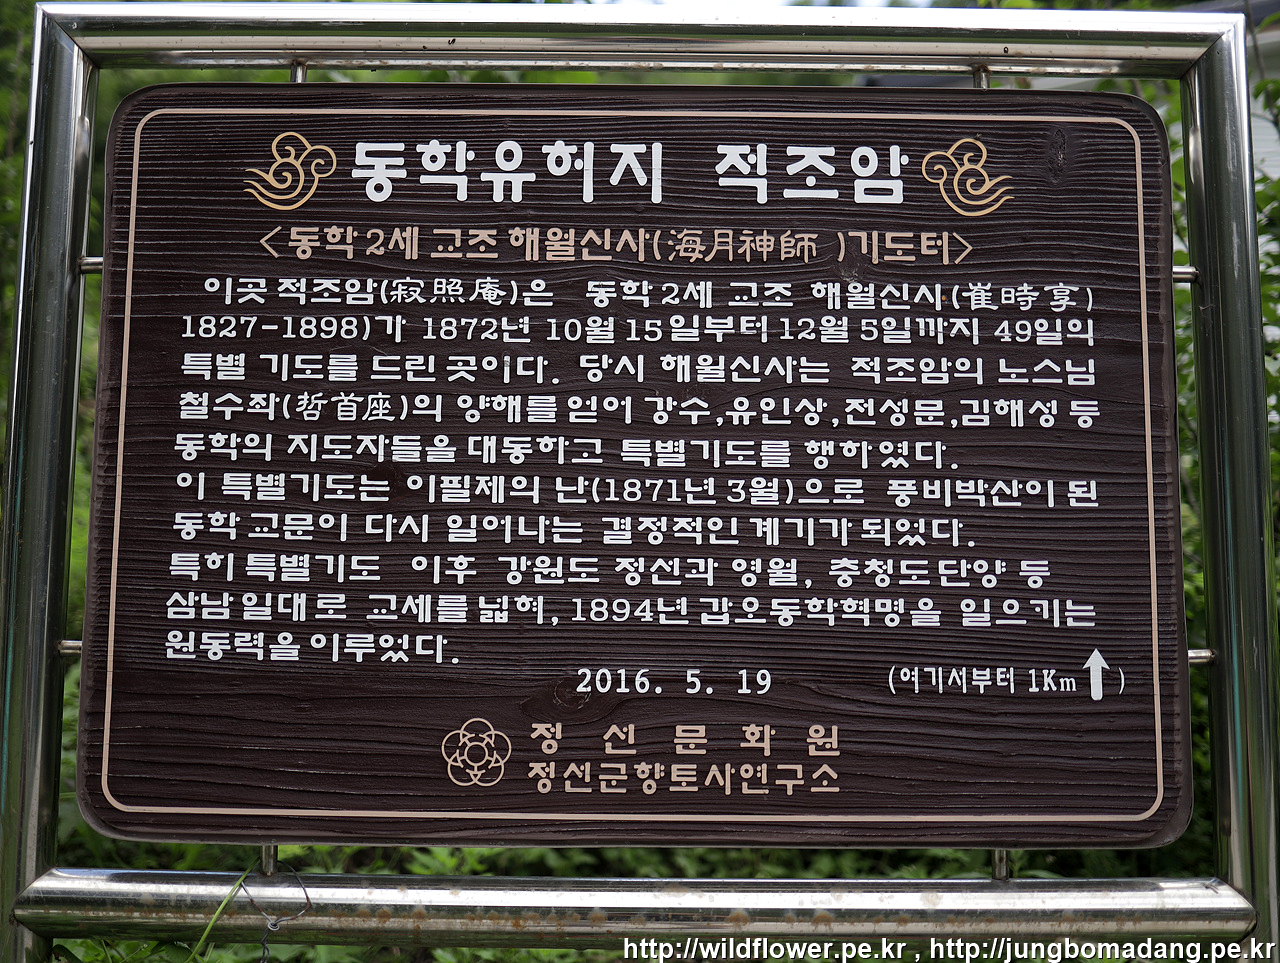 동학유허지 적조암
<동학 2세 교조 해월신사(海月神師 )기도터>
이곳 적조암(寂照庵)은 동학 2세 교조 해월신시(崔時享)
1827-1898)가 1872년 10월 15일부터 12월 5일까지 49일의
특별 기도를 드린 곳이다. 당시 해월신사는 적조암의 노스님
철수좌(哲首座)의 양해를 얻어 강수,유인상,전성문,김해성 등
동학의 지도자들을 대동하고 특별기도를 행하였다.
이 특별기도는 이필제의 난(1871년 3월)으로 풍비박산이 된
동학 교문이 다시 일어나는 결정적인 계기가 되었다.
특히 특별기도 이후 강원도 정선과 영월, 충청도단양 등
삼남일대로 교세를 넓혀, 1894년 갑오동학혁명을 일으키는
원동력을 이루었다.
2016. 5. 19 (여기서부터 1Km ↑ )
정 선 문 화 원
정선군향토사연구소
http://wildflower.pe.kr , http://jungbomadang.pe.kr